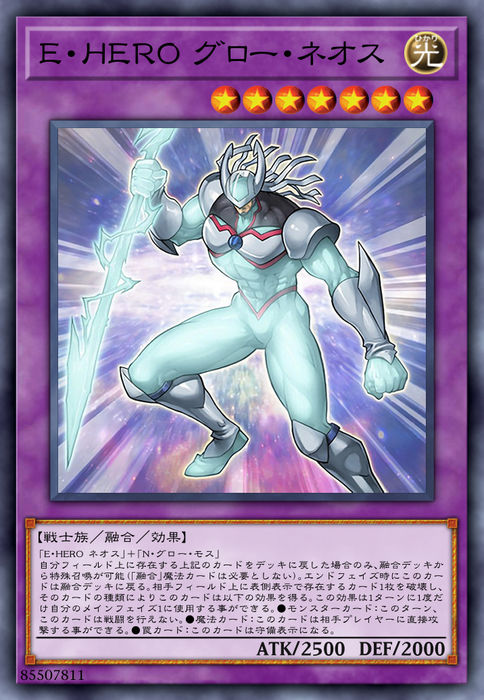 E・HERO グロー・ネオス
ひかり
光
【戦士族／融合／効果】
「E・HERO ネオス」＋「N・グロー・モス」
自分フィールド上に存在する上記のカードをデッキに戻した場合のみ、融合デッキか
ら特殊召喚が可能（「融合」魔法カードは必要としない）。エンドフェイズ時にこのカード
は融合デッキに戻る。相手フィールド上に表側表示で存在するカード1枚を破壊し、
そのカードの種類によりこのカードは以下の効果を得る。この効果は1ターンに1度だ
け自分のメインフェイズ1に使用する事ができる。●モンスターカード：このターン、
このカードは戦闘を行えない。●魔法カード：このカードは相手プレイヤーに直接攻
撃する事ができる。●罠カード：このカードは守備表示になる。
ATK/2500 DEF/2000
85507811